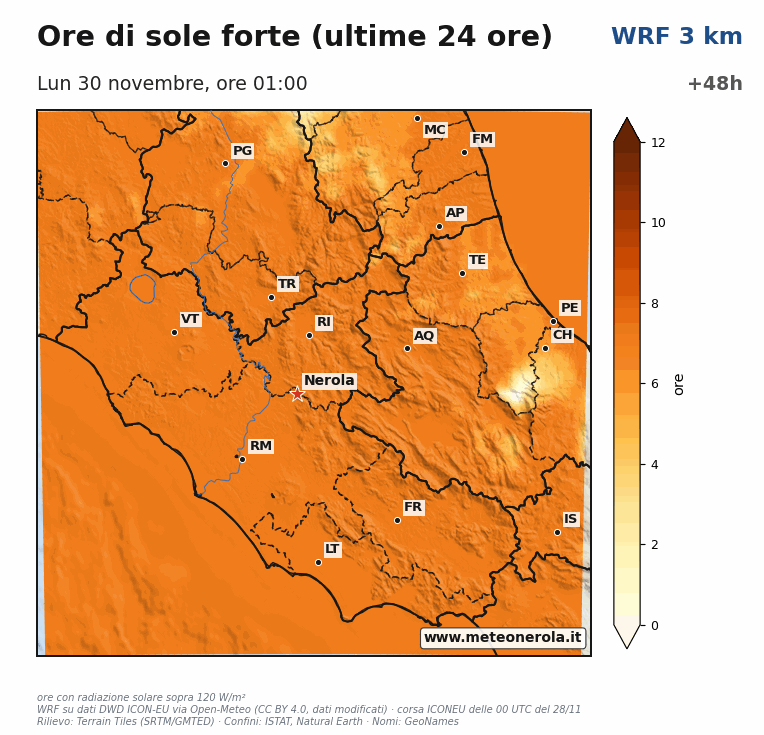 Ore di sole forte (ultime 24 ore)
WRF 3 km
Lun 30 novembre, ore 01:00
+48h
MC
FM
PG
AP
TE
TR
PE
VT
RI
CH
AQ
Nerola
RM
FR
IS
LT
www.meteonerola.it
12
10
8
6
4
2
0
ore
ore con radiazione solare sopra 120 W/m²
WRF su dati DWD ICON-EU via Open-Meteo (CC BY 4.0, dati modificati) · corsa ICONEU delle 00 UTC del 28/11
Rilievo: Terrain Tiles (SRTM/GMTED) · Confini: ISTAT, Natural Earth · Nomi: GeoNames